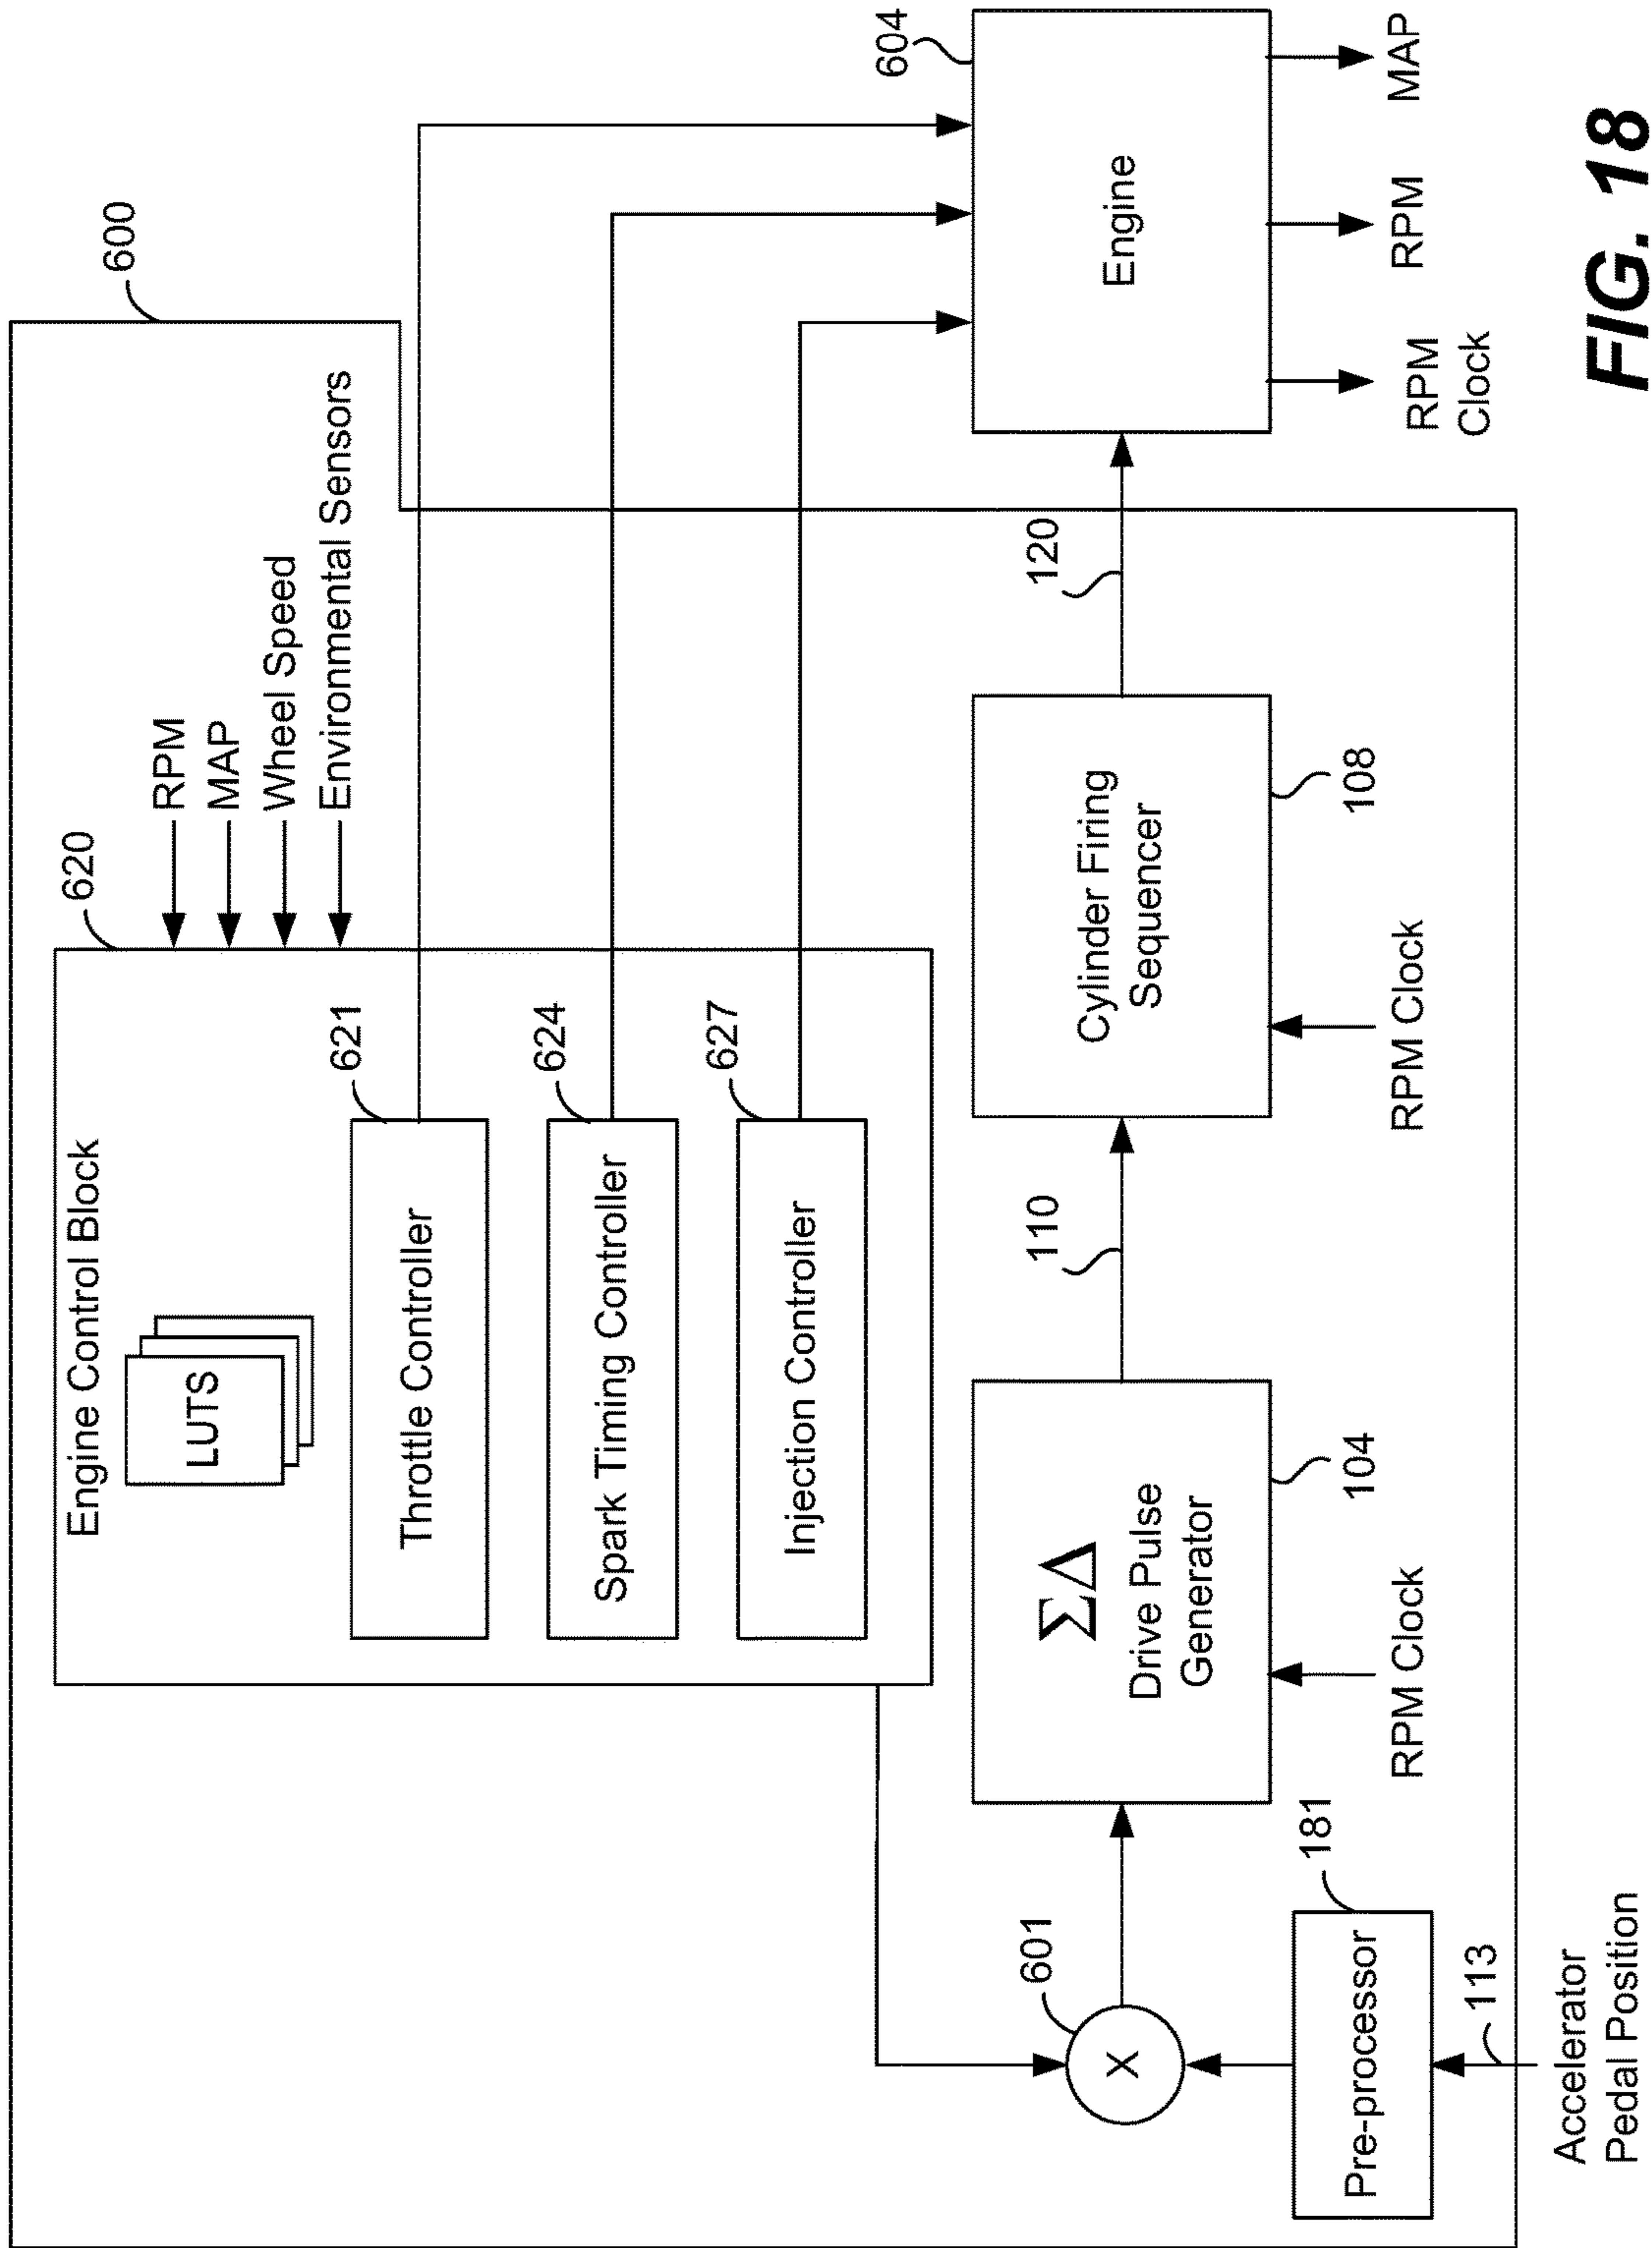 600
620
Engine Control Block
RPM
MAP
Wheel Speed
Environmental Sensors
LUTS
621
Throttle Controller
624
Spark Timing Controller
627
Injection Controller
604
Engine
601
X
ΣΔ
Drive Pulse
Generator
104
110
Cylinder Firing
Sequencer
108
120
RPM Clock
RPM Clock
RPM
Clock
RPM
MAP
181
Pre-processor
113
Accelerator
Pedal Position
FIG. 18